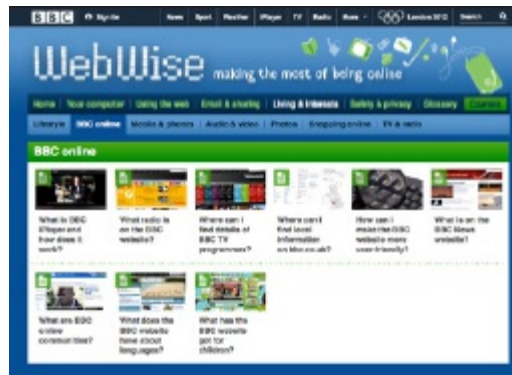 BBC Sign in News Sport Weather iPlayer TV Radio More London 2012 Search
WebWise making the most of being online
Home Your computer Using the web Email & sharing Living & interests Safety & privacy Glossary Courses
Lifestyle BBC online Mobile & phones Audio & video Photos Shopping online TV & radio
BBC online
What is BBC
iPlayer and
how does it
work?
What radio is
on the BBC
website?
Where can I
find details of
BBC TV
programmes?
Where can I
find local
information
on bbc.co.uk?
How can I
make the BBC
website more
user-friendly?
What is on the
BBC News
website?
What are BBC
online
communities?
What does the
BBC website
have about
languages?
What has the
BBC website
got for
children?